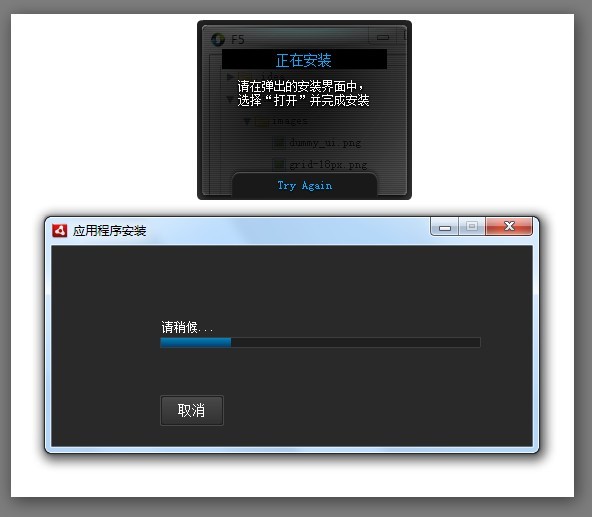 F5
正在安装
请在弹出的安装界面中，
选择“打开”并完成安装
images
dummy_ui.png
grid-18px.png
Try Again
应用程序安装
请稍候...
取消